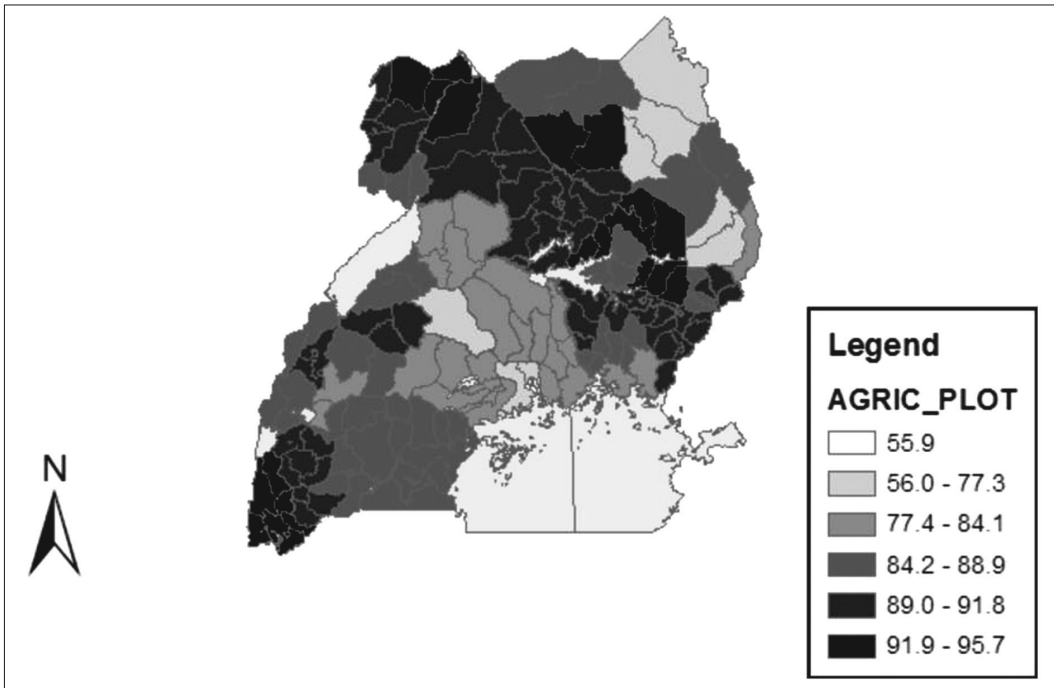 N
Legend
AGRIC_PLOT
55.9
56.0 - 77.3
77.4 - 84.1
84.2 - 88.9
89.0 - 91.8
91.9 - 95.7